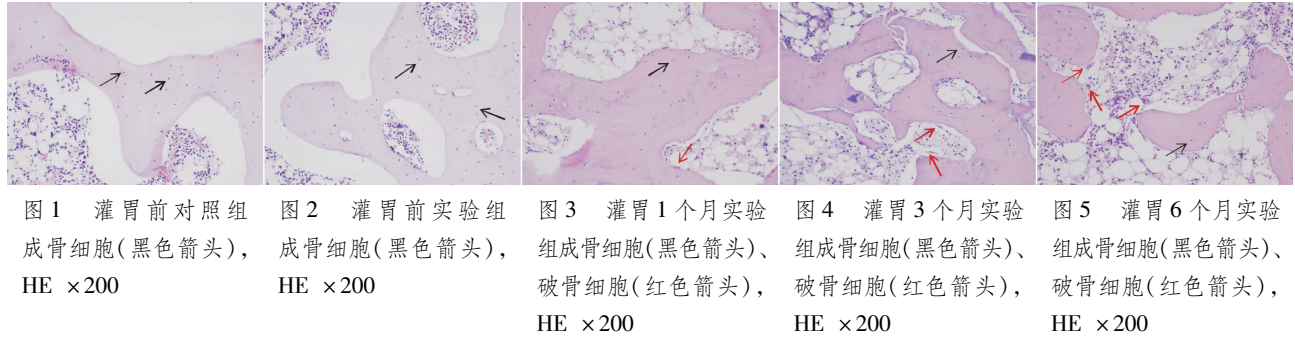 图1 灌胃前对照组
成骨细胞(黑色箭头),
HE ×200
图2 灌胃前实验组
成骨细胞(黑色箭头),
HE ×200
图3 灌胃1个月实验
组成骨细胞(黑色箭头)、
破骨细胞(红色箭头),
HE ×200
图4 灌胃3个月实验
组成骨细胞(黑色箭头)、
破骨细胞(红色箭头),
HE ×200
图5 灌胃6个月实验
组成骨细胞(黑色箭头)、
破骨细胞(红色箭头),
HE ×200